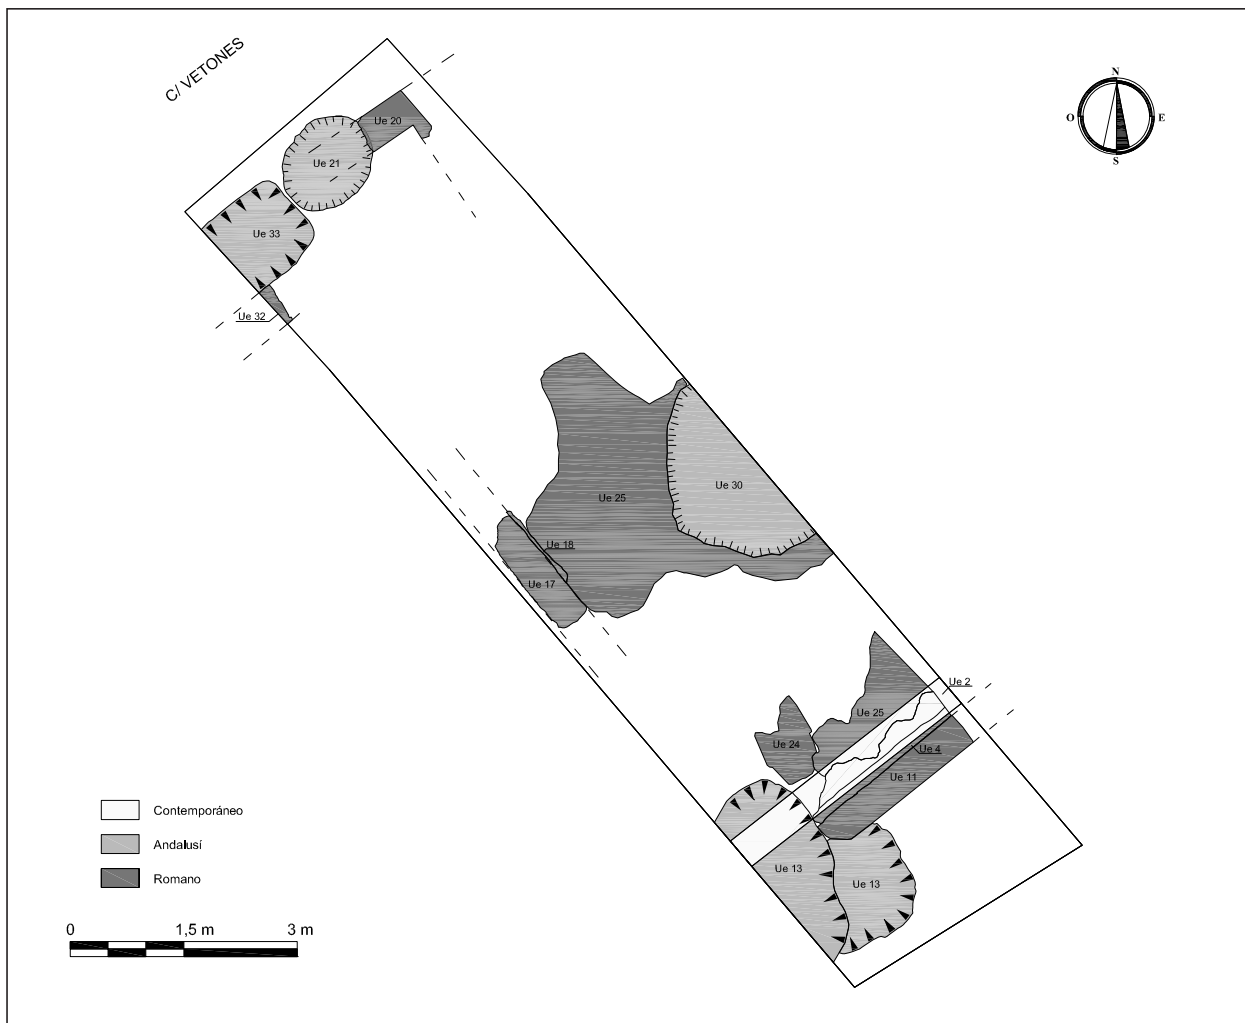 C/ VETONES
N
O
E
S
Ue 20
Ue 21
Ue 33
Ue 32
Ue 25
Ue 30
Ue 18
Ue 17
Ue 2
Ue 25
Ue 24
Ue 4
Ue 11
Ue 13
Ue 13
Contemporáneo
Andalusí
Romano
0 1,5 m 3 m